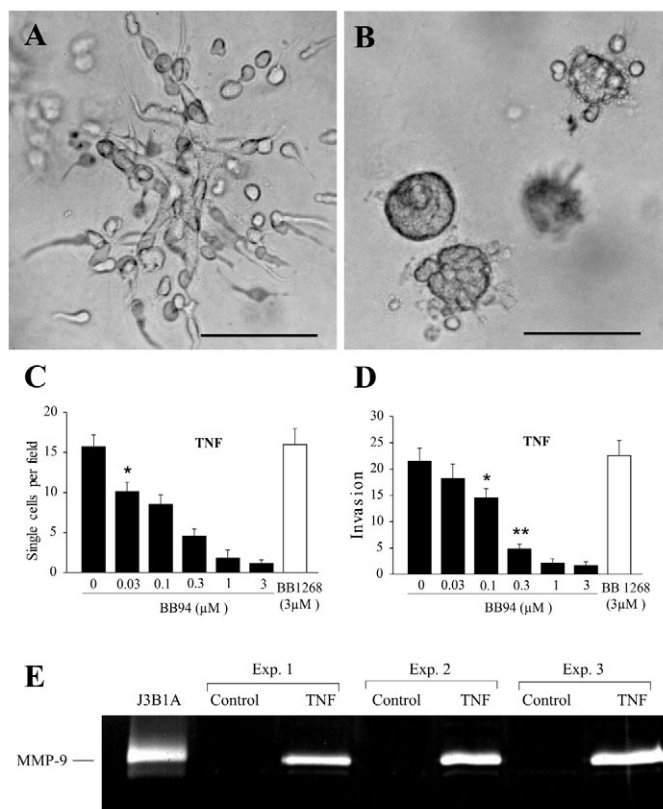 A B
C D
20
15
10
5
0
Single cells per field
TNF
*
0 0.03 0.1 0.3 1 3 BB1268
(3µM )
BB94 (µM )
30
25
20
15
10
5
0
Invasion
TNF
*
**
0 0.03 0.1 0.3 1 3 BB1268
(3µM )
BB94 (µM )
E
Exp. 1 Exp. 2 Exp. 3
J3B1A Control TNF Control TNF Control TNF
MMP-9